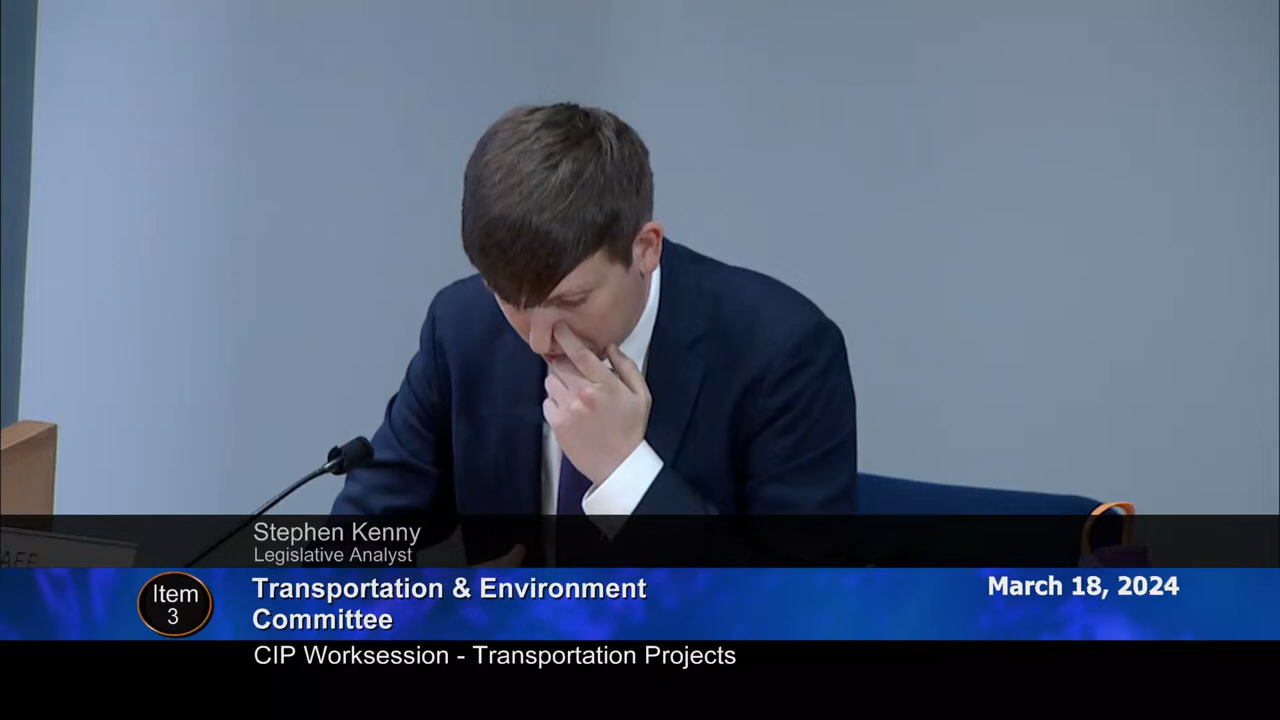 Stephen Kenny
Legislative Analyst
Item
3
Transportation & Environment
Committee
March 18, 2024
CIP Worksession - Transportation Projects